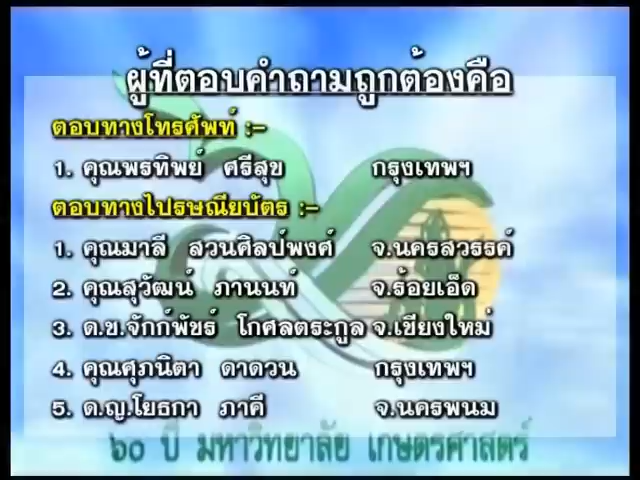 ผู้ที่ตอบคำถามถูกต้องคือ
ตอบทางโทรศัพท์ :-
1. คุณพรทิพย์ ศรีสุข กรุงเทพฯ
ตอบทางไปรษณียบัตร :-
1. คุณมาลี สวนศิลป์พงศ์ จ.นครสวรรค์
2. คุณสุวัฒน์ ภานนท์ จ.ร้อยเอ็ด
3. ด.ช.จักก์พัชร์ โกศลตระกูล จ.เชียงใหม่
4. คุณศุภนิตา ดาดวน กรุงเทพฯ
5. ด.ญ.โยธกา ภาคี จ.นครพนม
๖๐ ปี มหาวิทยาลัย เกษตรศาสตร์